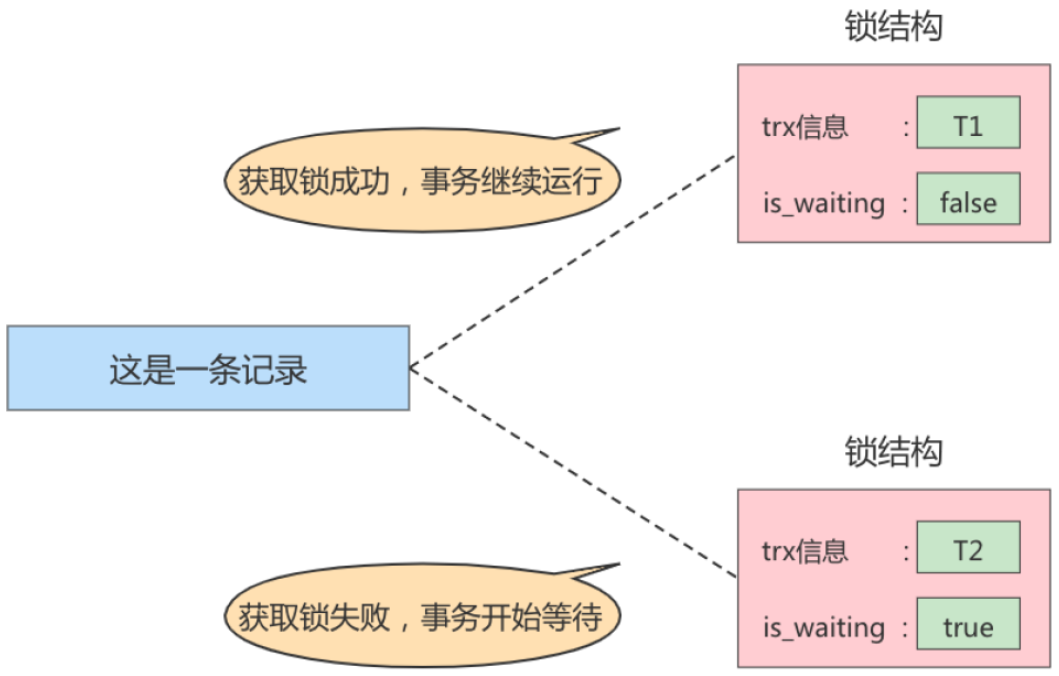 锁结构
trx信息 : T1
获取锁成功，事务继续运行
is_waiting : false
这是一条记录
锁结构
trx信息 : T2
获取锁失败，事务开始等待
is_waiting : true